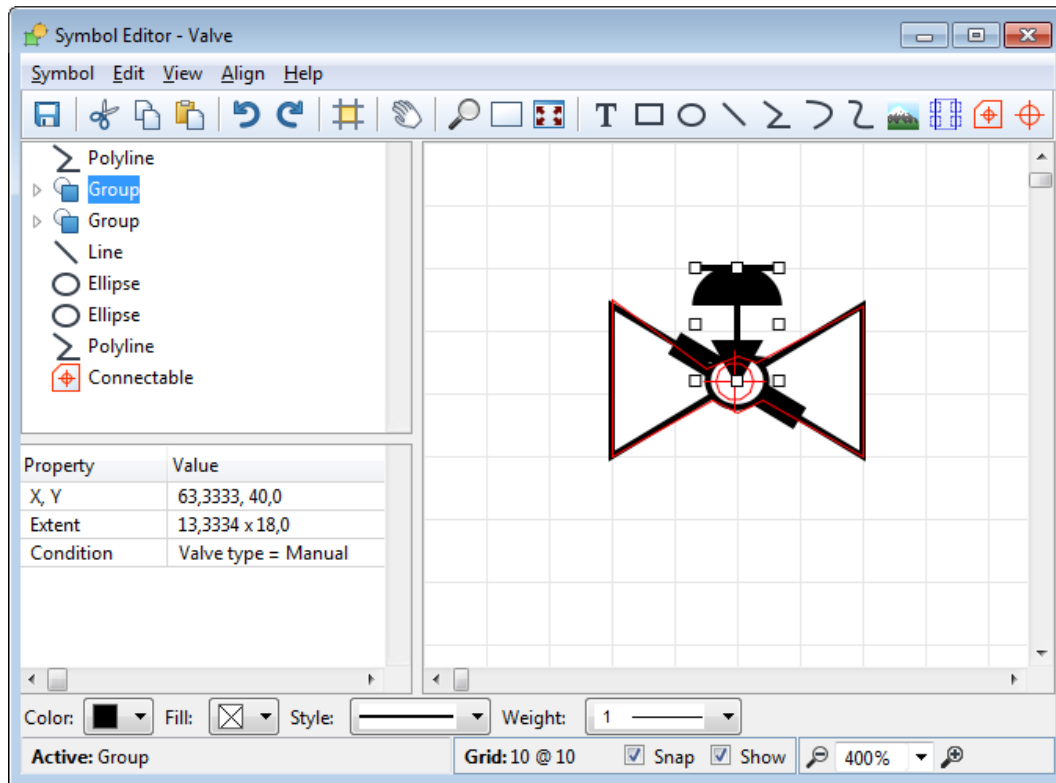 Symbol Editor - Valve
Symbol Edit View Align Help
T
Polyline
Group
Group
Line
Ellipse
Ellipse
Polyline
Connectable
Property Value
X, Y 63,3333, 40,0
Extent 13,3334 x 18,0
Condition Valve type = Manual
Color: Fill: Style: Weight: 1
Active: Group Grid: 10 @ 10 Snap Show 400%